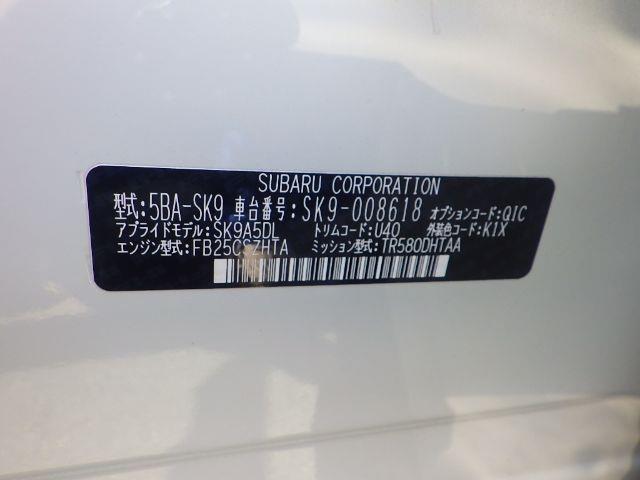 SUBARU CORPORATION
型式:5BA-SK9 車台番号:SK9-008618 オプションコード:QIC
アプライドモデル:SK9A5DL トリムコード:U40 外装色コード:K1X
エンジン型式:FB25CSZHTA ミッション型式:TR580DHTAA